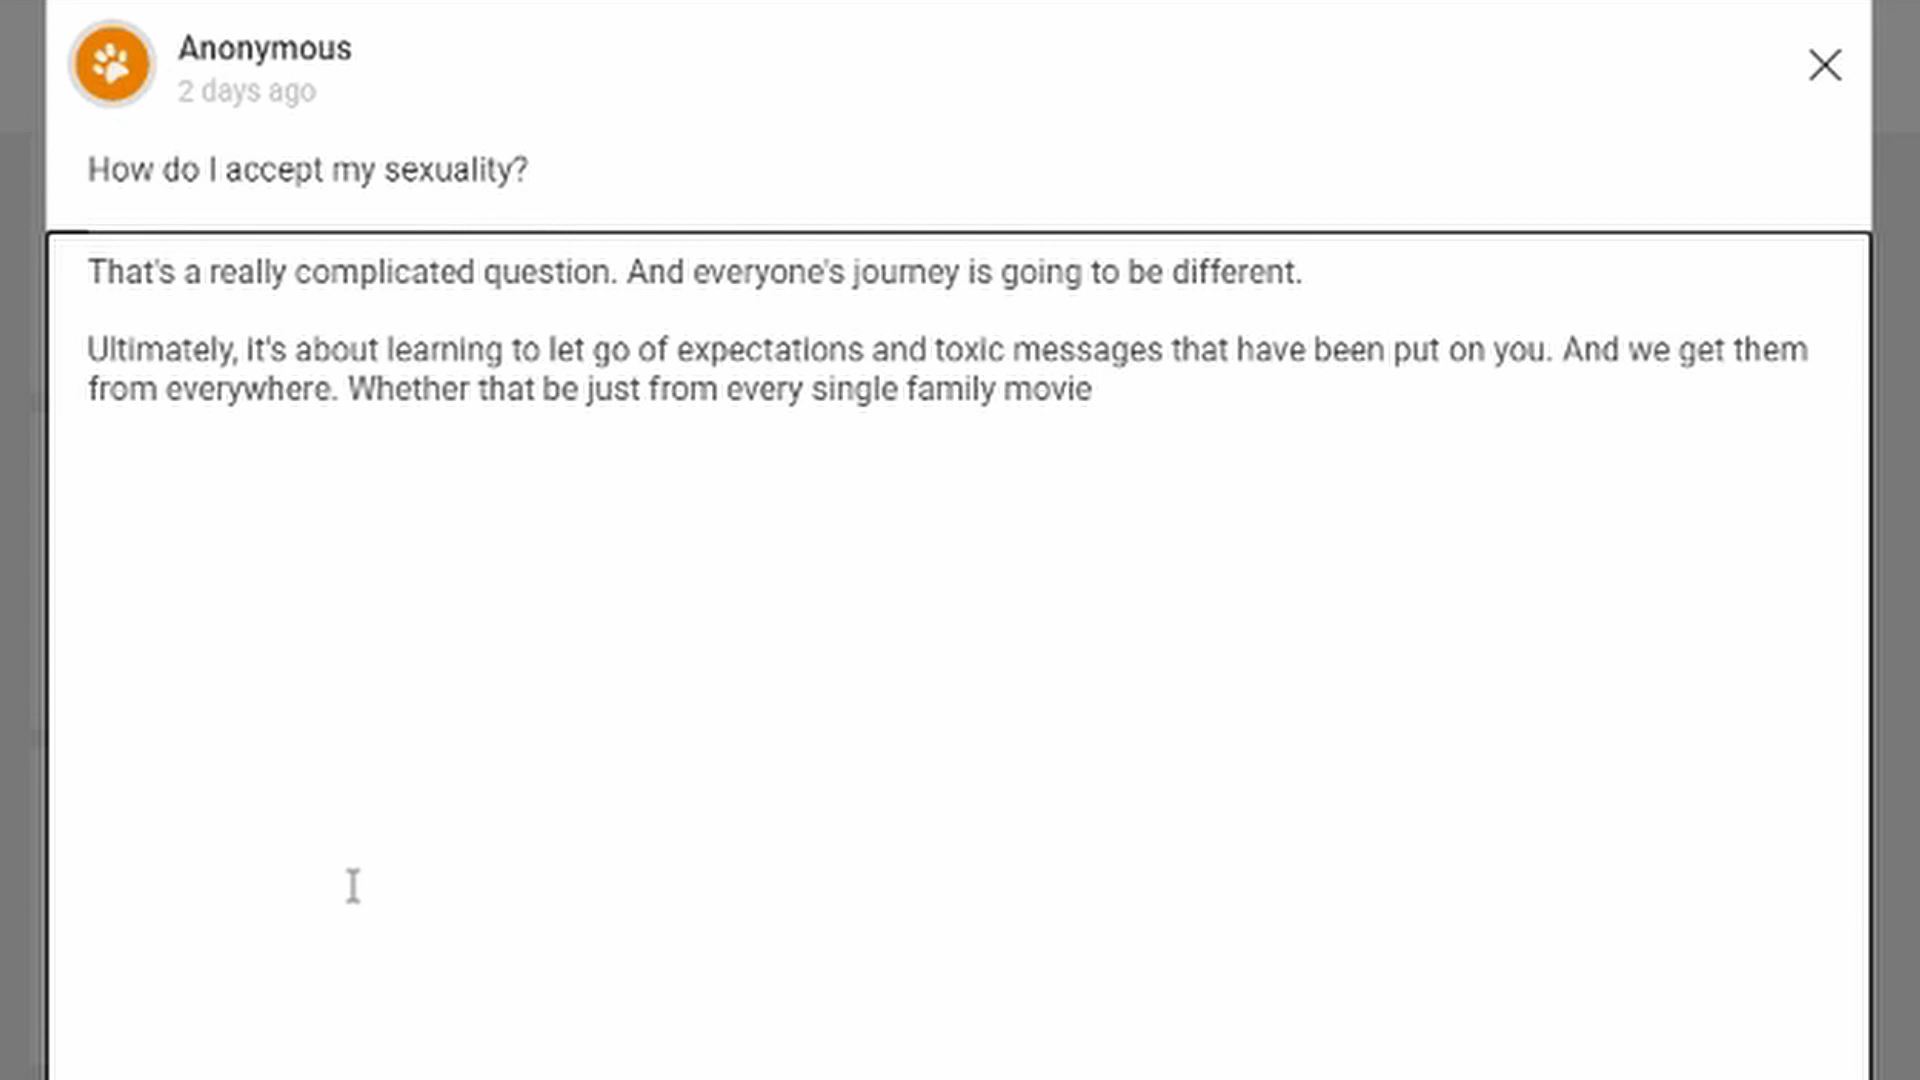 Anonymous
2 days ago
How do I accept my sexuality?
That's a really complicated question. And everyone's journey is going to be different.
Ultimately, it's about learning to let go of expectations and toxic messages that have been put on you. And we get them
from everywhere. Whether that be just from every single family movie